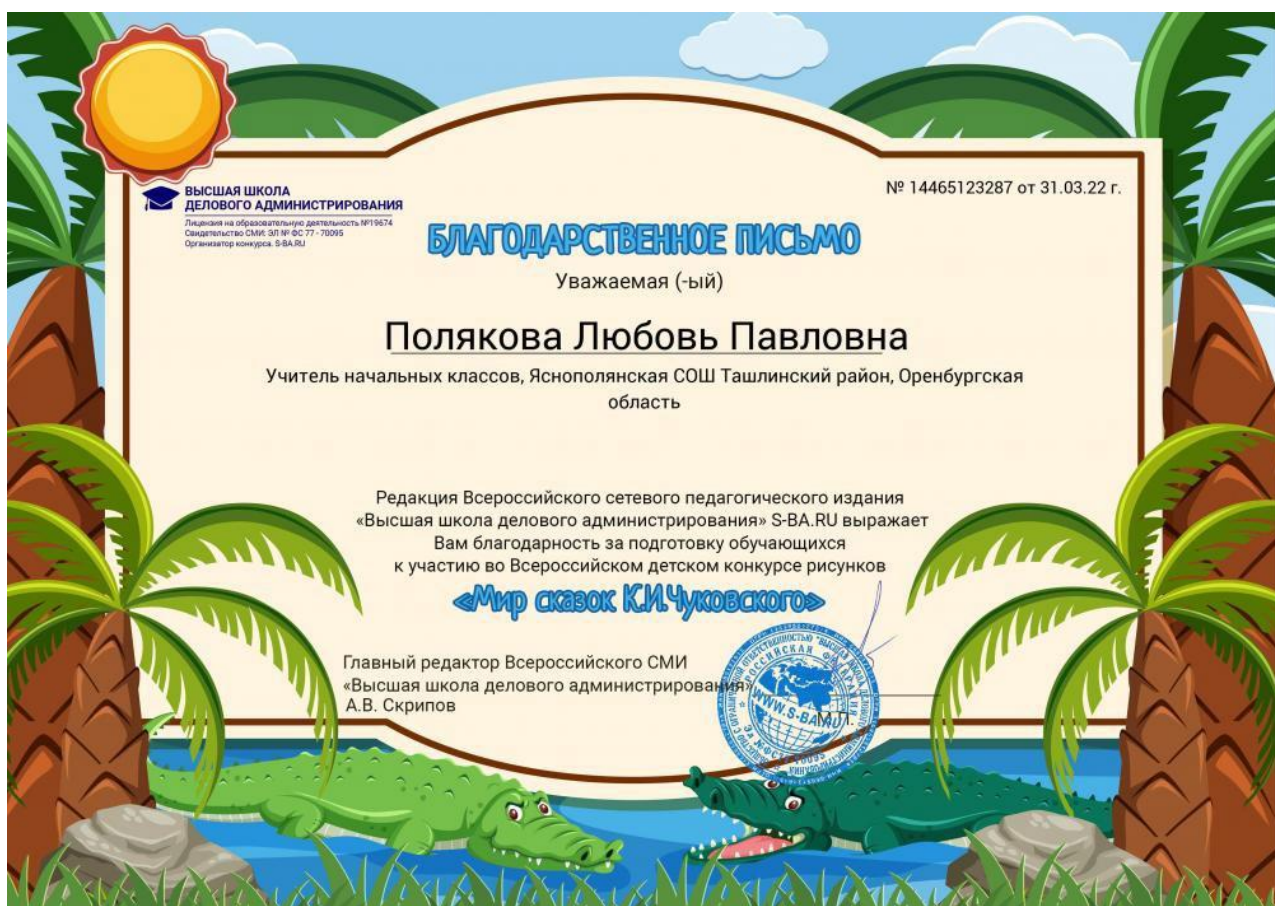 ВЫСШАЯ ШКОЛА
ДЕЛОВОГО АДМИНИСТРИРОВАНИЯ
Лицензия на образовательную деятельность №19674
Свидетельство СМИ: ЭЛ № ФС 77 - 70095
Организатор конкурса. S-BA.RU
№ 14465123287 от 31.03.22 г.
БЛАГОДАРСТВЕННОЕ ПИСЬМО
Уважаемая (-ый)
Полякова Любовь Павловна
Учитель начальных классов, Яснополянская СОШ Ташлинский район, Оренбургская
область
Редакция Всероссийского сетевого педагогического издания
«Высшая школа делового администрирования» S-BA.RU выражает
Вам благодарность за подготовку обучающихся
к участию во Всероссийском детском конкурсе рисунков
«Мир сказок К.И.Чуковского»
Главный редактор Всероссийского СМИ
«Высшая школа делового администрирования»
А.В. Скрипов
РОССИЙСКАЯ ФЕДЕРАЦИЯ
WWW.S-BA.RU
М.П.